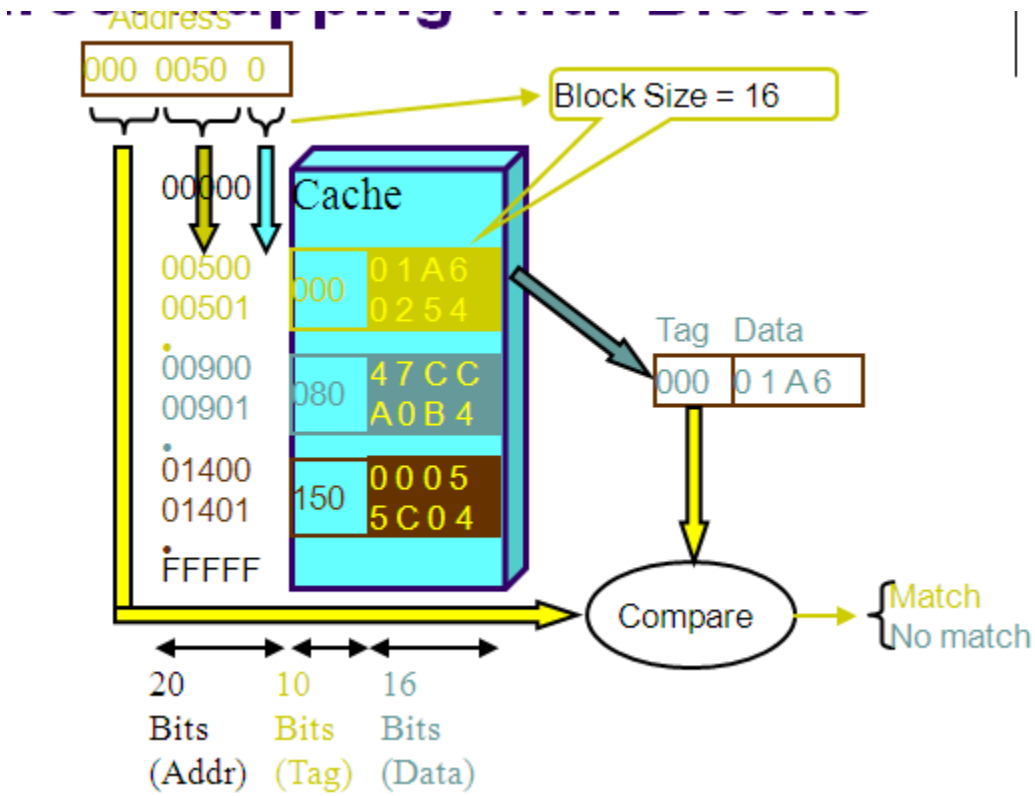 Address
000 0050 0
Block Size = 16
00000
Cache
00500
00501
000
0 1 A 6
0 2 5 4
.
00900
00901
080
4 7 C C
A 0 B 4
.
01400
01401
150
0 0 0 5
5 C 0 4
.
FFFFF
Tag Data
000 0 1 A 6
Compare
Match
No match
20
Bits
(Addr)
10
Bits
(Tag)
16
Bits
(Data)